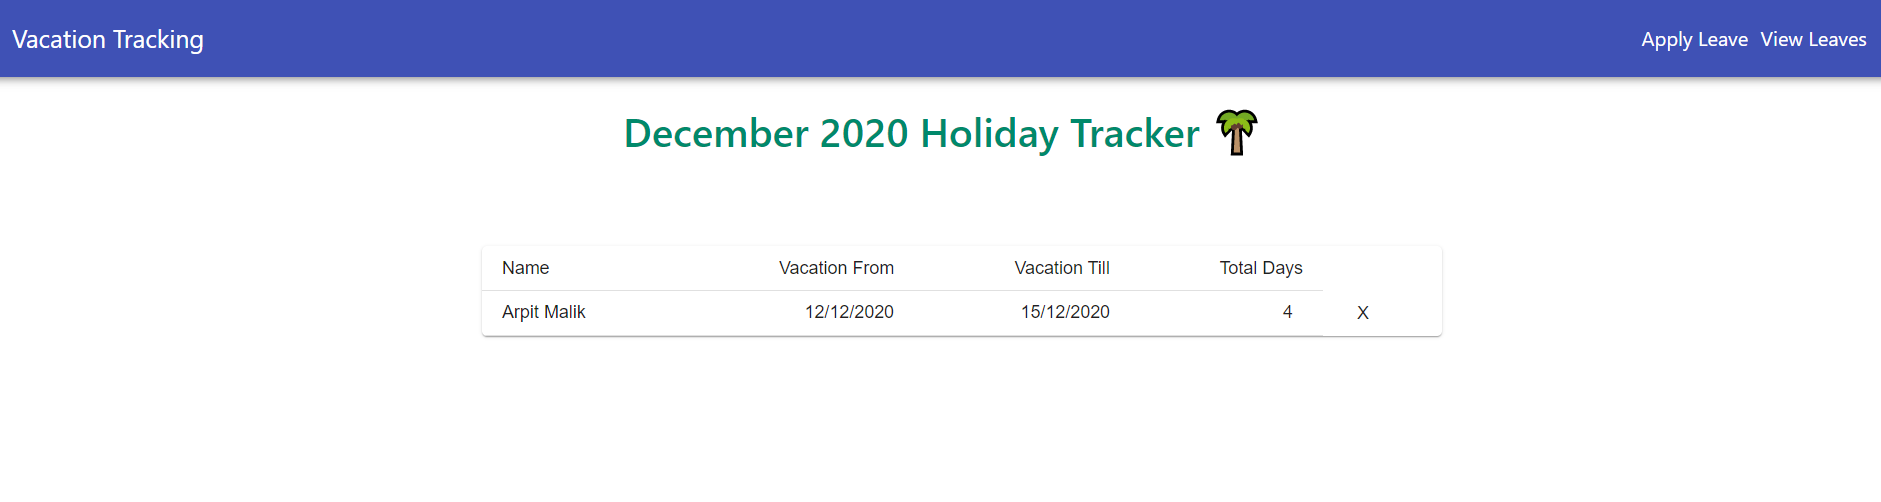 Vacation Tracking Apply Leave View Leaves
December 2020 Holiday Tracker 🌴
Name Vacation From Vacation Till Total Days
Arpit Malik 12/12/2020 15/12/2020 4 X